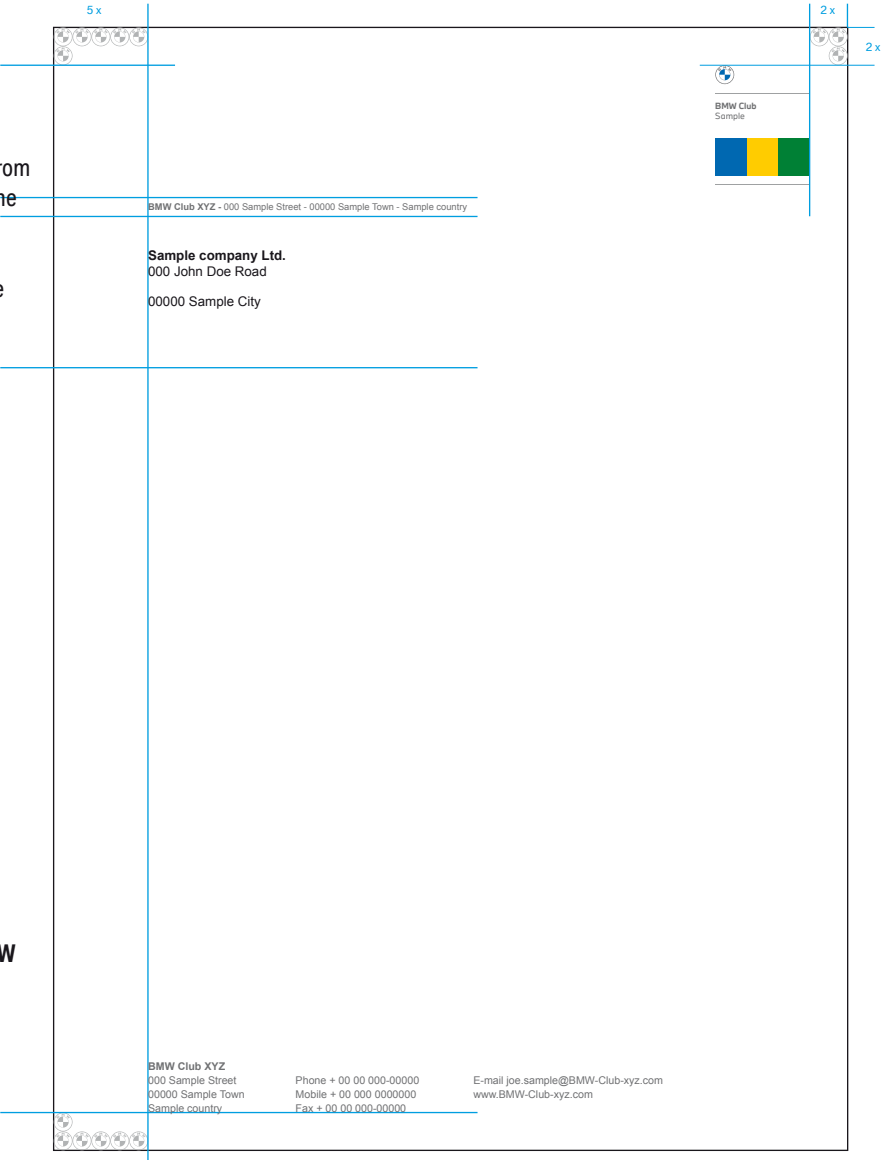 5 x
2 x
2 x
BMW Club
Sample
rom
ne
BMW Club XYZ - 000 Sample Street - 00000 Sample Town - Sample country
Sample company Ltd.
000 John Doe Road
e
00000 Sample City
W
BMW Club XYZ
000 Sample Street Phone + 00 00 000-00000 E-mail joe.sample@BMW-Club-xyz.com
00000 Sample Town Mobile + 00 000 0000000 www.BMW-Club-xyz.com
Sample country Fax + 00 00 000-00000